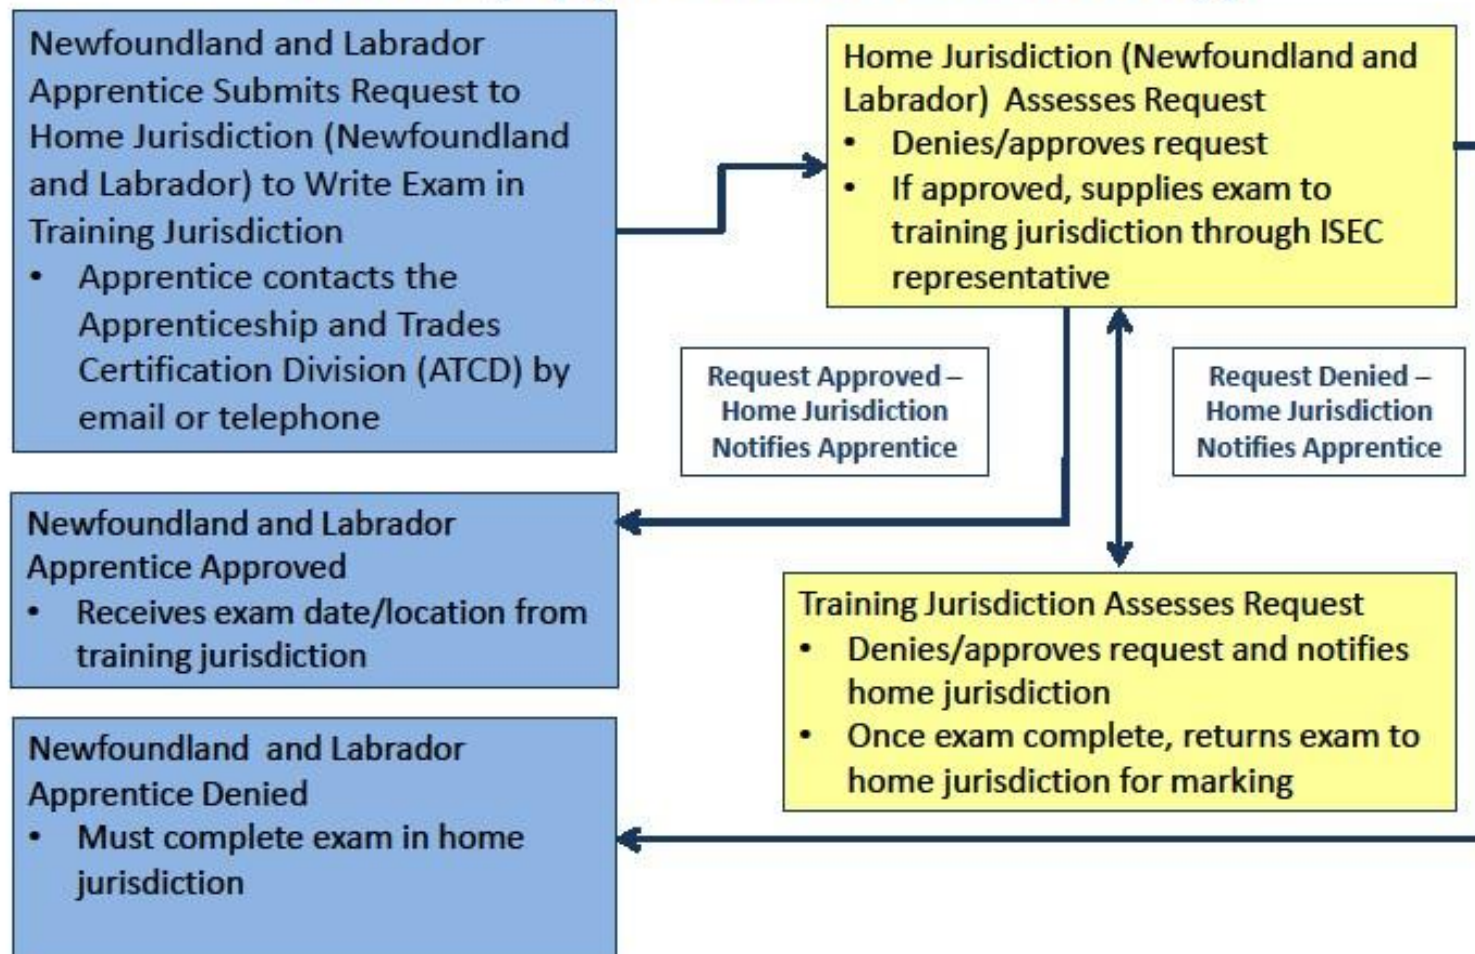 Newfoundland and Labrador
Apprentice Submits Request to
Home Jurisdiction (Newfoundland
and Labrador) to Write Exam in
Training Jurisdiction
• Apprentice contacts the
Apprenticeship and Trades
Certification Division (ATCD) by
email or telephone
Home Jurisdiction (Newfoundland and
Labrador) Assesses Request
• Denies/approves request
• If approved, supplies exam to
training jurisdiction through ISEC
representative
Request Approved –
Home Jurisdiction
Notifies Apprentice
Request Denied –
Home Jurisdiction
Notifies Apprentice
Newfoundland and Labrador
Apprentice Approved
• Receives exam date/location from
training jurisdiction
Training Jurisdiction Assesses Request
• Denies/approves request and notifies
home jurisdiction
• Once exam complete, returns exam to
home jurisdiction for marking
Newfoundland and Labrador
Apprentice Denied
• Must complete exam in home
jurisdiction